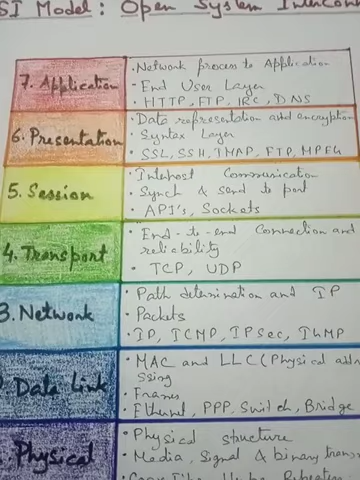 SI Model: Open System Interconn
7. Application
· Network process to Application
· End User Layer
· HTTP, FTP, IRC, DNS
6. Presentation
· Data representation and encryption
· Syntax Layer
· SSL, SSH, IMAP, FTP, MPEG
5. Session
· Interhost Communication
· Synch & send to port
· API's, Sockets
4. Transport
· End-to-end Connection and
reliability
· TCP, UDP
3. Network
· Path determination and IP
· Packets
· IP, ICMP, IPSec, IGMP
Data Link
· MAC and LLC (Physical addre
ssing
· Frames
· Ethernet, PPP, Switch, Bridge
Physical
· Physical structure
· Media, Signal & binary transm